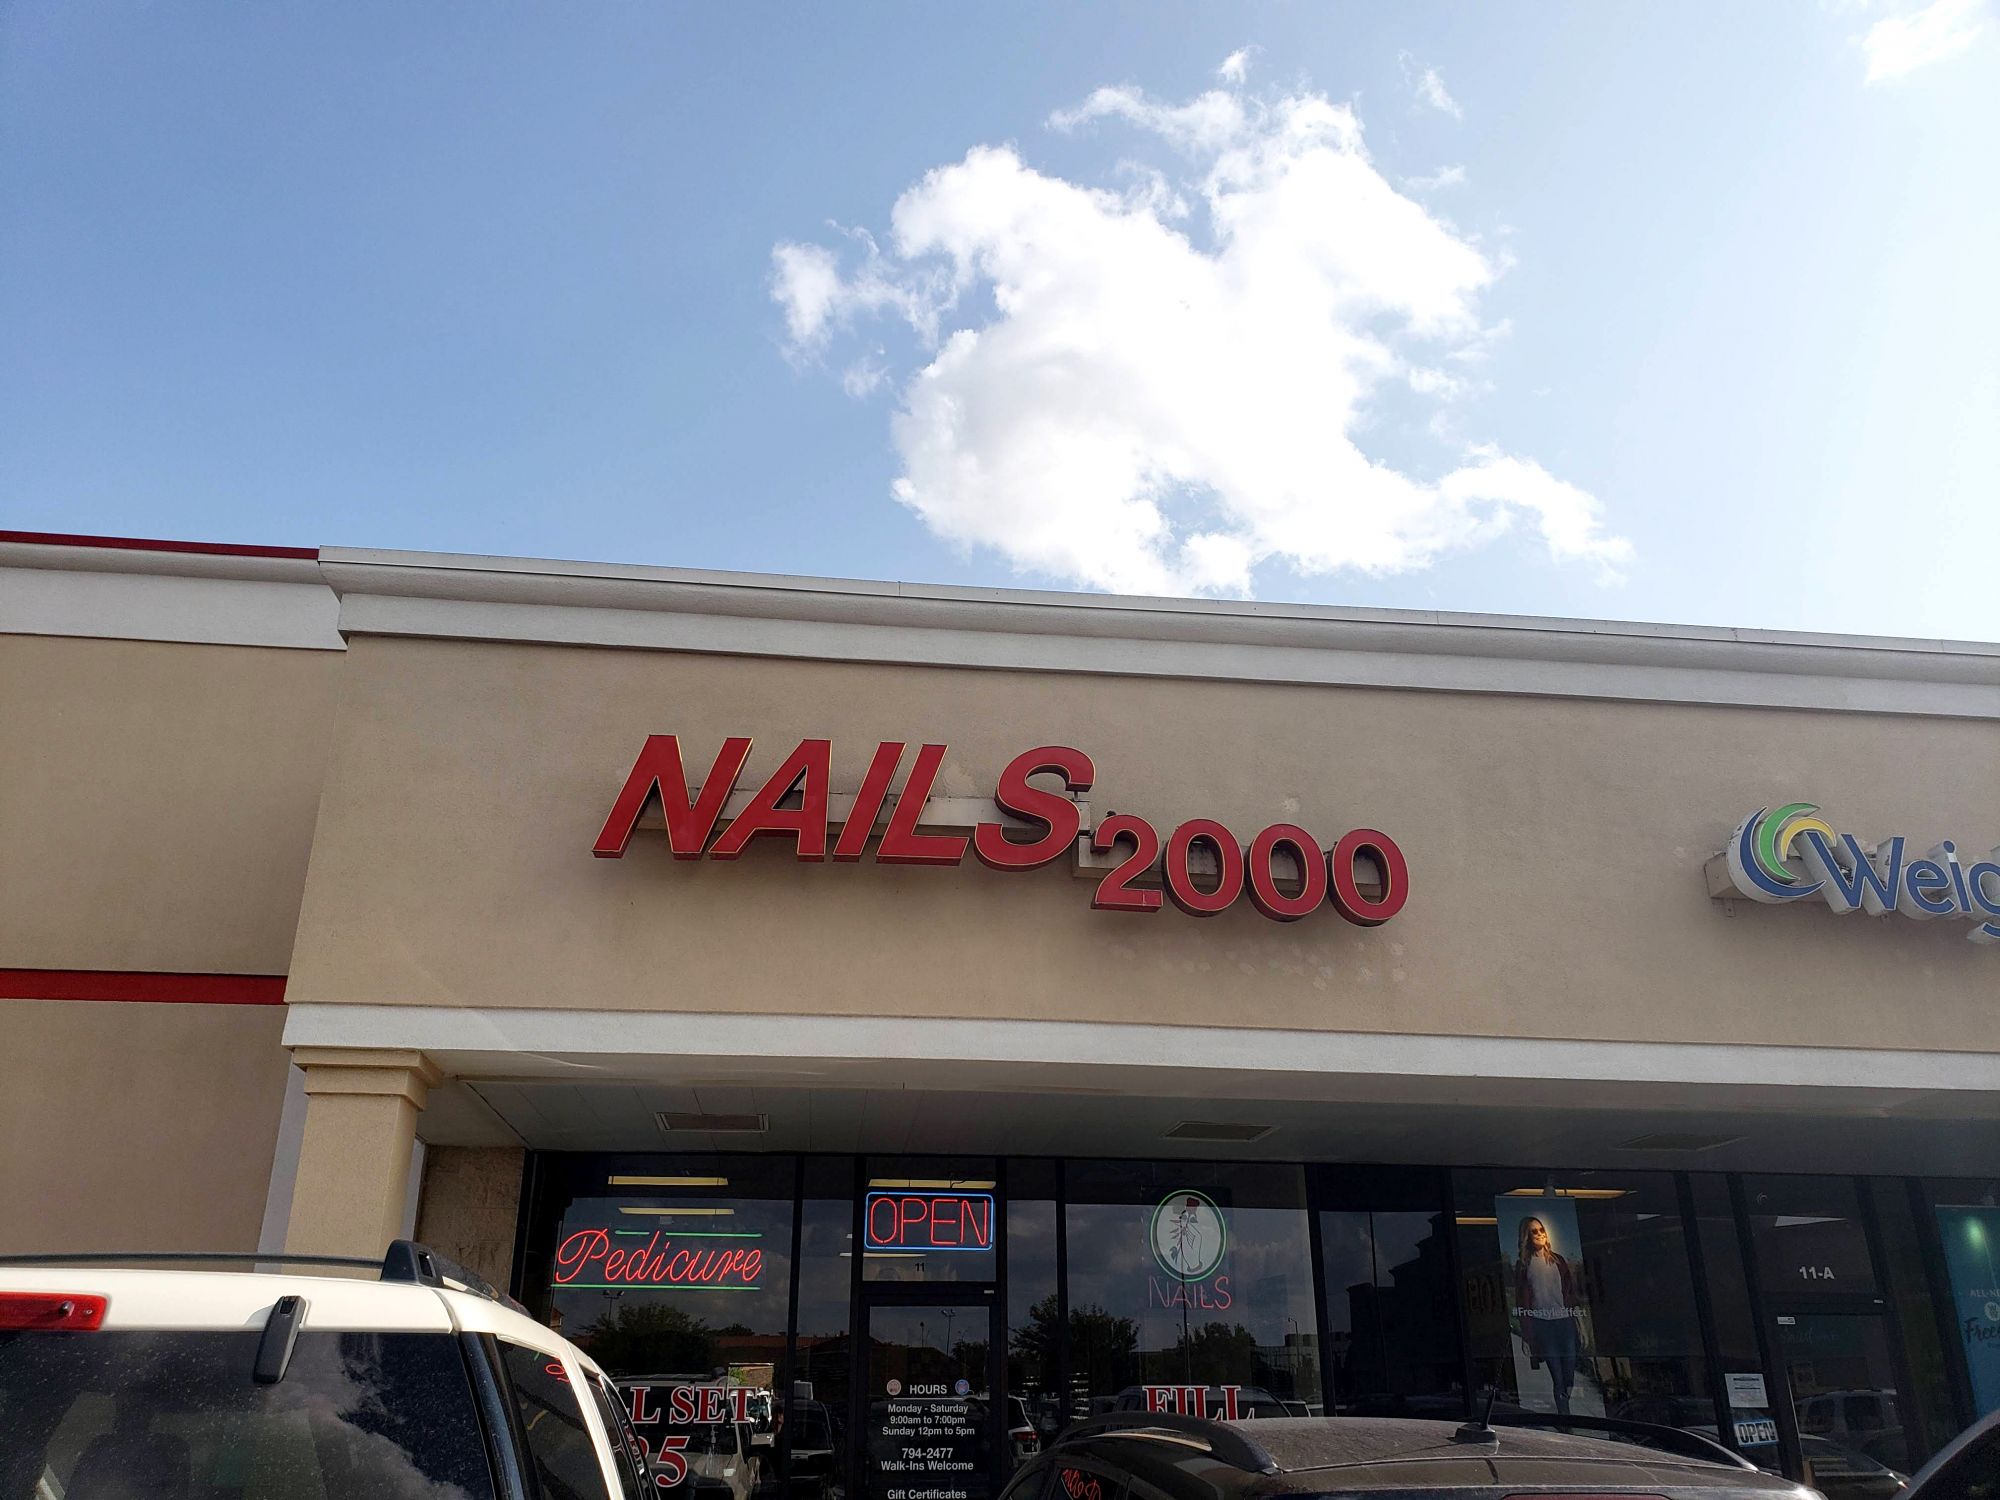 NAILS 2000
Weig
Pedicure
OPEN
11
NAILS
HOURS
Monday - Saturday
9:00am to 7:00pm
Sunday 12pm to 5pm
794-2477
Walk-Ins Welcome
Gift Certificates
L SET
FILL
#FreestyleEffect
11-A
OPEN